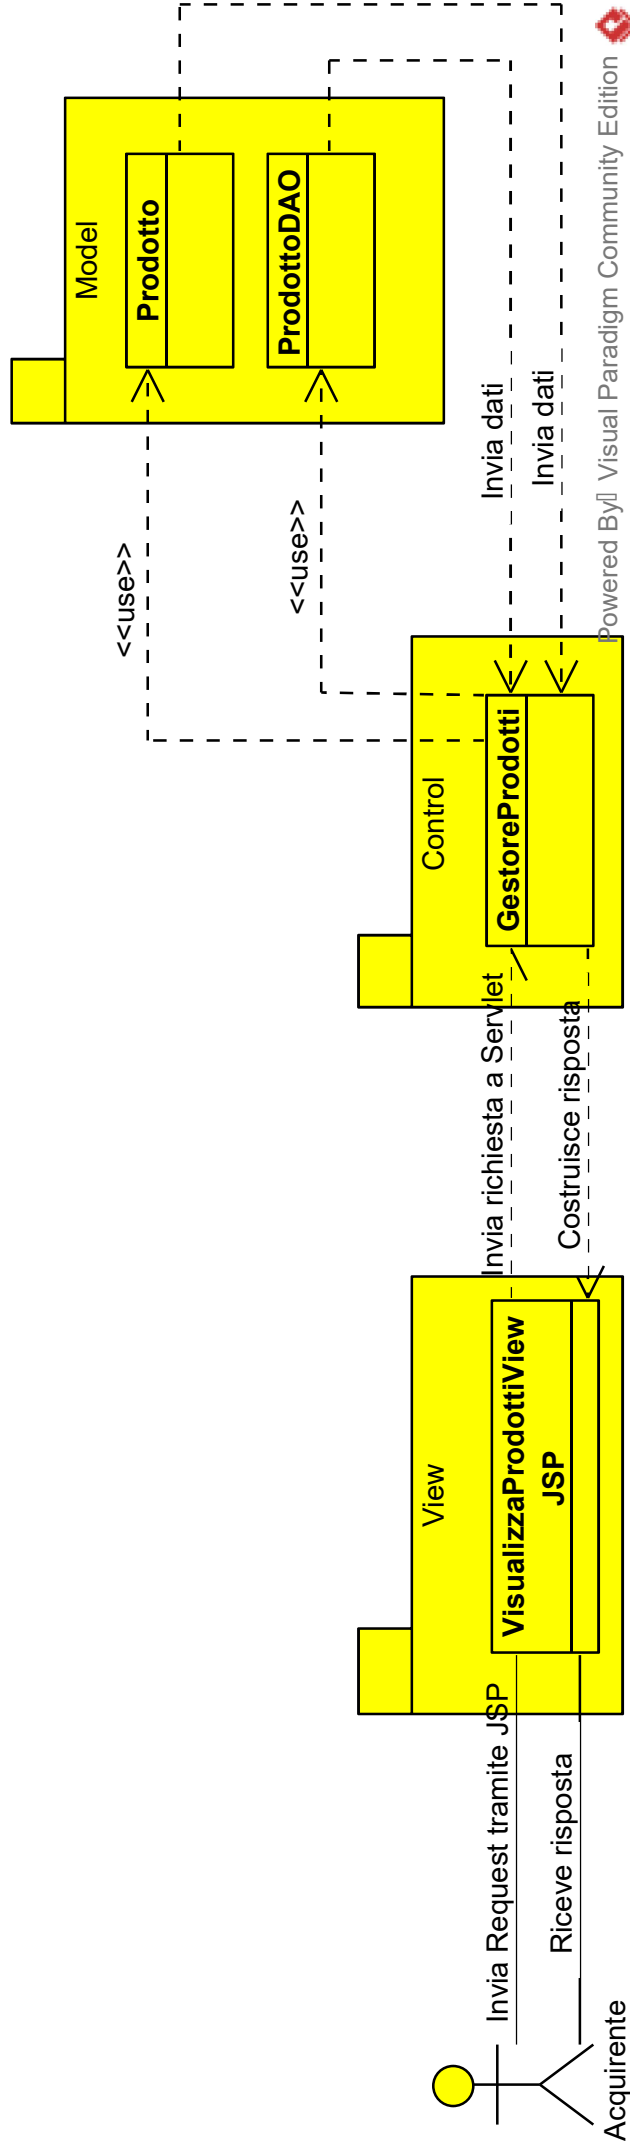 Model
Prodotto
ProdottoDAO
<<use>>
<<use>>
Invia dati
Invia dati
Control
GestoreProdotti
Invia richiesta a Servlet
Costruisce risposta
View
VisualizzaProdottiView
JSP
Invia Request tramite JSP
Riceve risposta
Acquirente
Powered By Visual Paradigm Community Edition